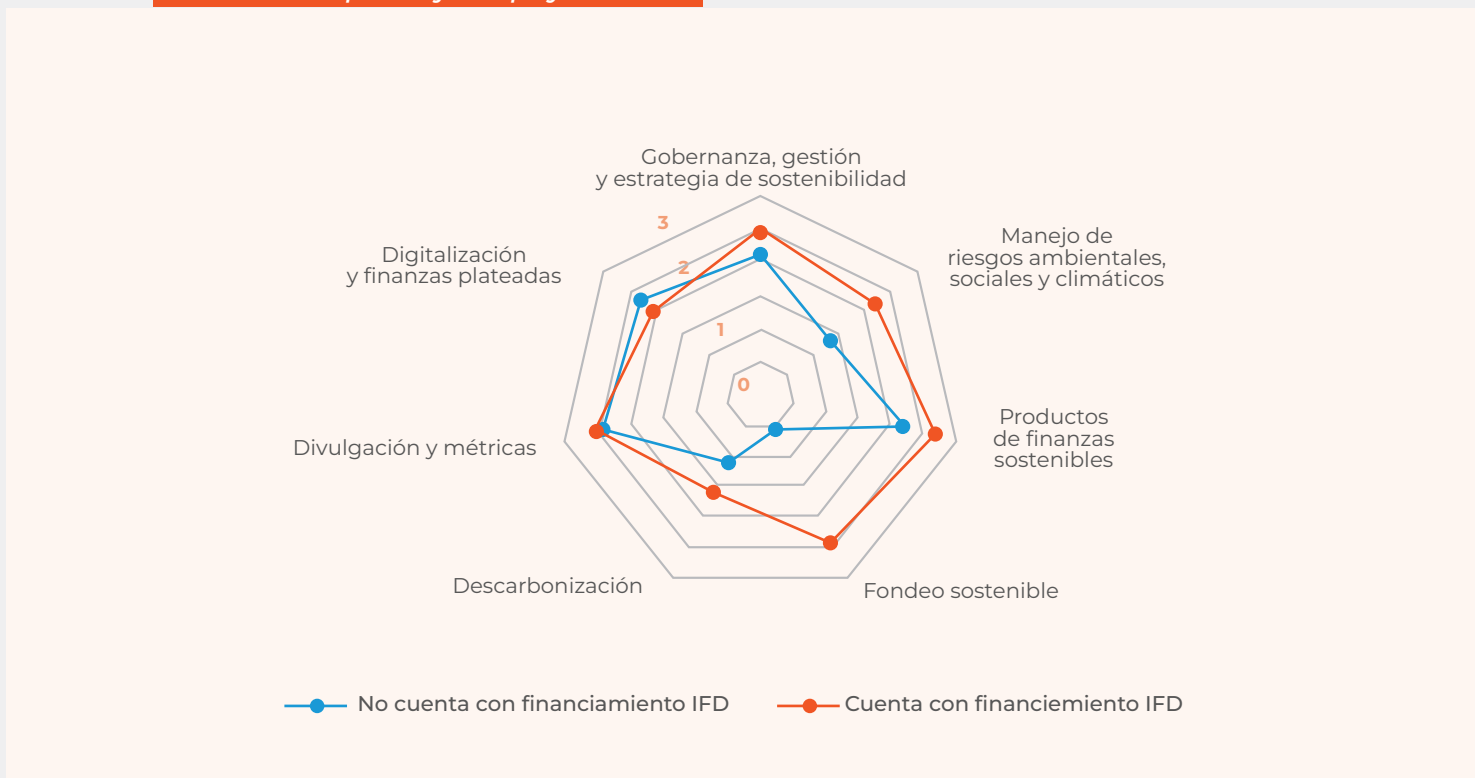 Gobernanza, gestión
y estrategia de sostenibilidad
3
Digitalización
y finanzas plateadas
2
Manejo de
riesgos ambientales,
sociales y climáticos
1
0
Divulgación y métricas
Productos
de finanzas
sostenibles
Descarbonización
Fondeo sostenible
No cuenta con financiamiento IFD
Cuenta con financiemiento IFD